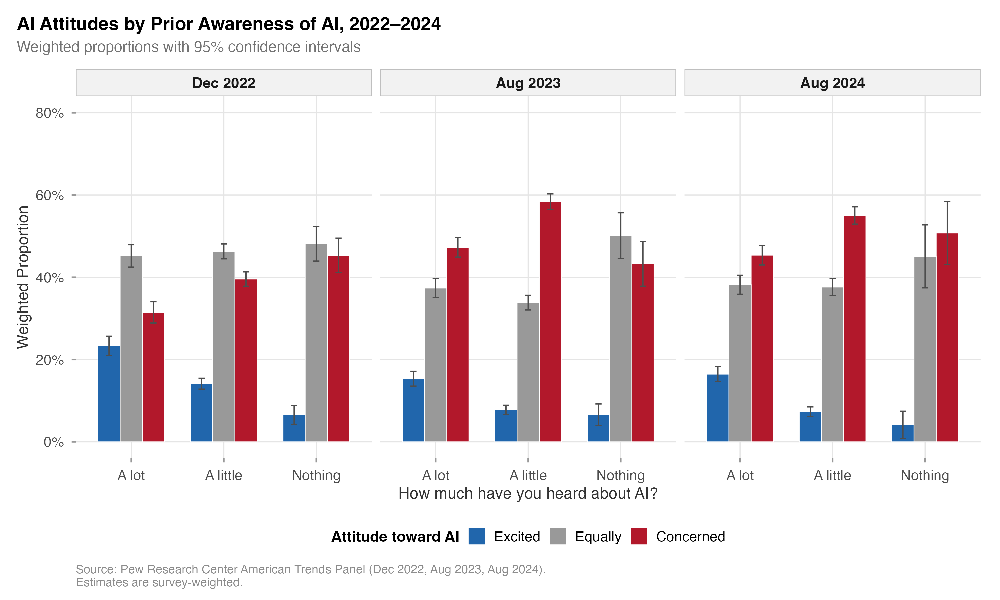 AI Attitudes by Prior Awareness of AI, 2022–2024
Weighted proportions with 95% confidence intervals
Dec 2022
Aug 2023
Aug 2024
Weighted Proportion
80%
60%
40%
20%
0%
A lot
A little
Nothing
A lot
A little
Nothing
A lot
A little
Nothing
How much have you heard about AI?
Attitude toward AI
Excited
Equally
Concerned
Source: Pew Research Center American Trends Panel (Dec 2022, Aug 2023, Aug 2024).
Estimates are survey-weighted.